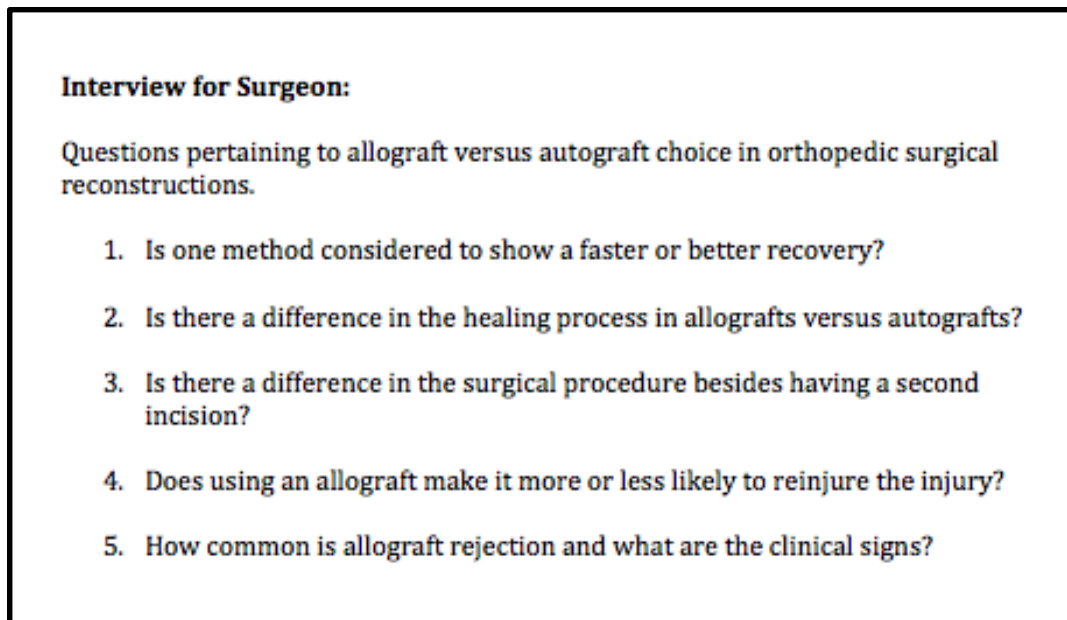 Interview for Surgeon:
Questions pertaining to allograft versus autograft choice in orthopedic surgical
reconstructions.
1. Is one method considered to show a faster or better recovery?
2. Is there a difference in the healing process in allografts versus autografts?
3. Is there a difference in the surgical procedure besides having a second
incision?
4. Does using an allograft make it more or less likely to reinjure the injury?
5. How common is allograft rejection and what are the clinical signs?